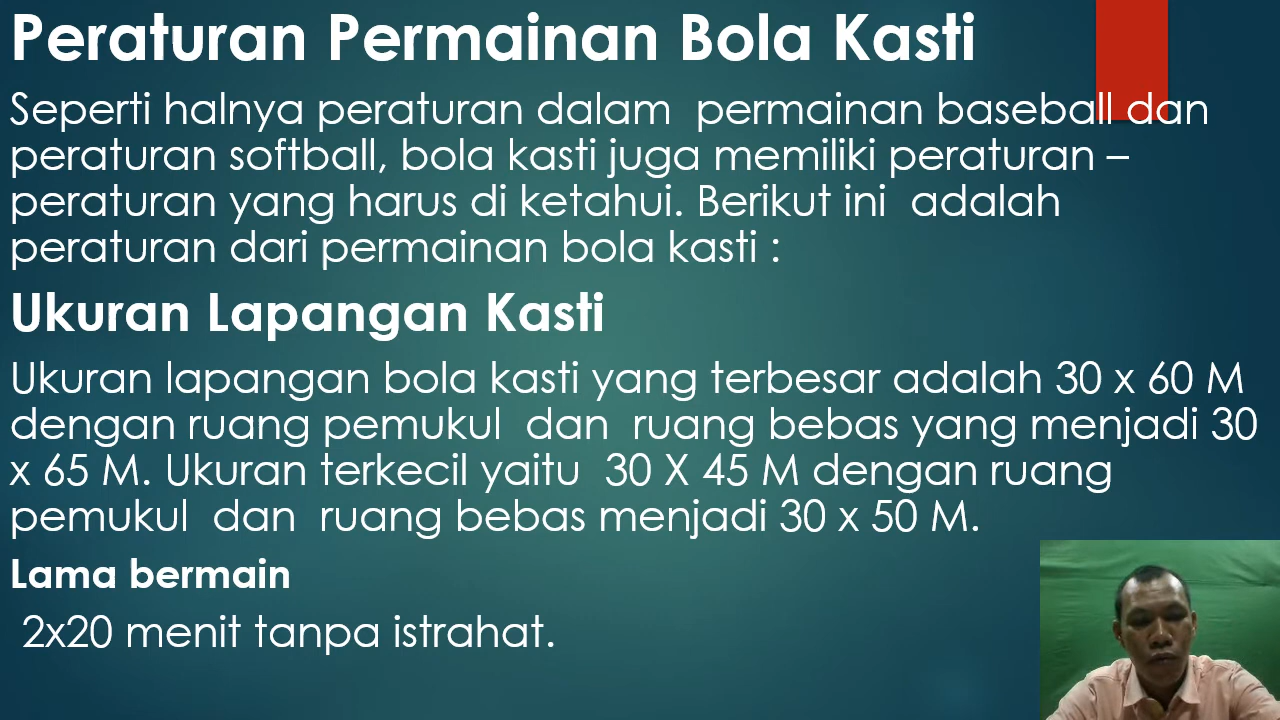 Peraturan Permainan Bola Kasti
Seperti halnya peraturan dalam  permainan baseball dan
peraturan softball, bola kasti juga memiliki peraturan –
peraturan yang harus di ketahui. Berikut ini  adalah
peraturan dari permainan bola kasti :
Ukuran Lapangan Kasti
Ukuran lapangan bola kasti yang terbesar adalah 30 x 60 M
dengan ruang pemukul  dan  ruang bebas yang menjadi 30
x 65 M. Ukuran terkecil yaitu  30 X 45 M dengan ruang
pemukul  dan  ruang bebas menjadi 30 x 50 M.
Lama bermain
2x20 menit tanpa istrahat.